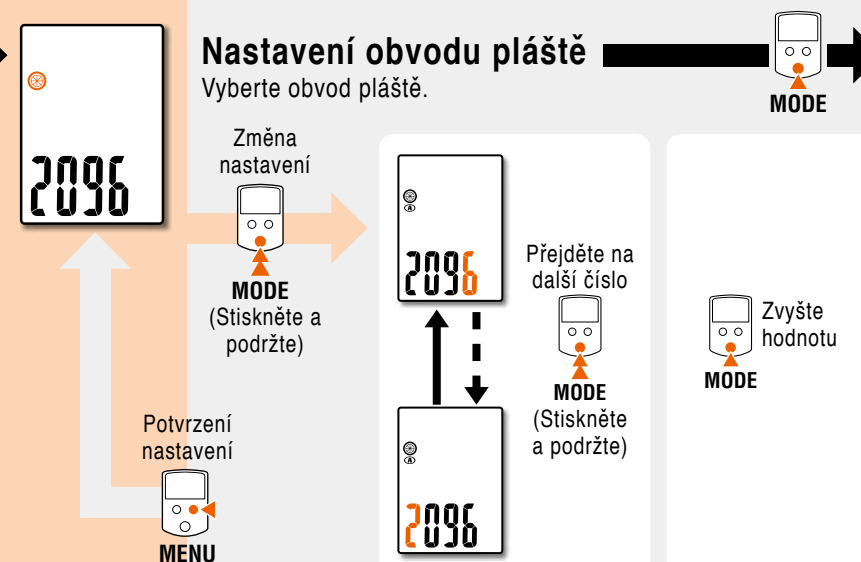 Nastavení obvodu pláště
Vyberte obvod pláště.
MODE
2096
Změna
nastavení
MODE
(Stiskněte a
podržte)
Potvrzení
nastavení
MENU
A
2096
Přejděte na
další číslo
MODE
(Stiskněte
a podržte)
A
2096
Zvyšte
hodnotu
MODE